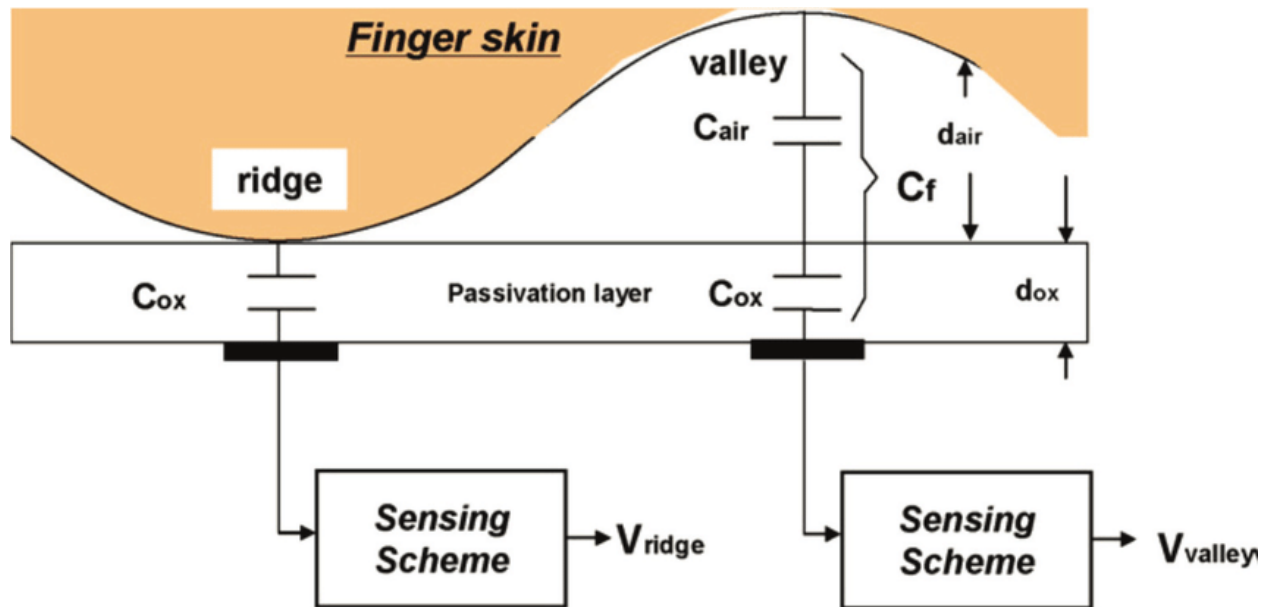 Finger skin
valley
Cair
dair
ridge
Cf
Cox
Passivation layer
Cox
dox
Sensing
Scheme
Vridge
Sensing
Scheme
Vvalley